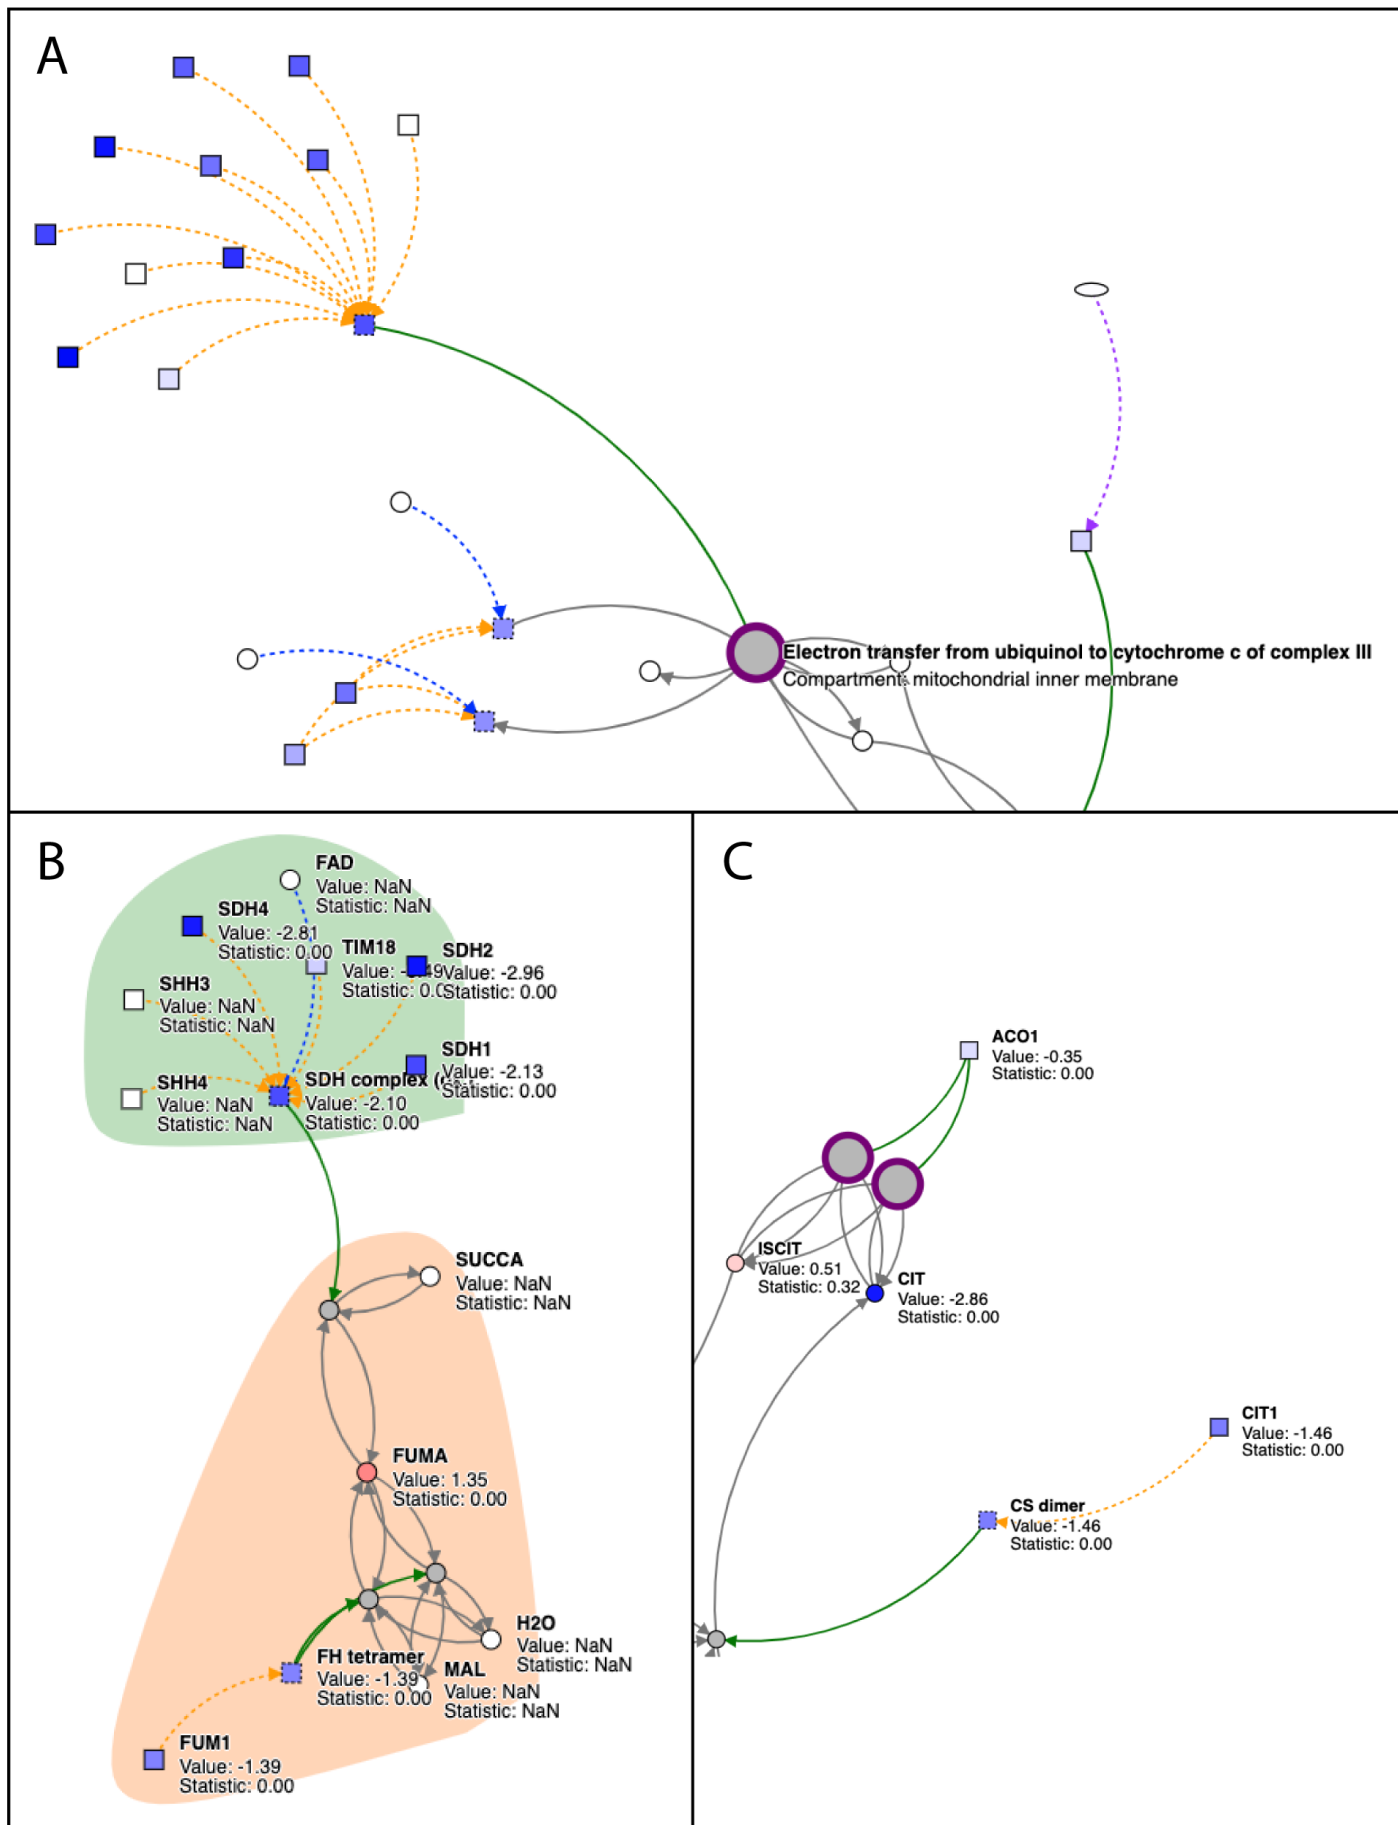 A
Electron transfer from ubiquinol to cytochrome c of complex III
Compartment: mitochondrial inner membrane
B
FAD
Value: NaN
Statistic: NaN
SDH4
Value: -2.81
Statistic: 0.00
TIM18
Value:
Statistic:
SDH2
Value: -2.96
Statistic: 0.00
SHH3
Value: NaN
Statistic: NaN
SDH1
Value: -2.13
Statistic: 0.00
SHH4
Value: NaN
Statistic: NaN
SDH complex
Value: -2.10
Statistic: 0.00
SUCCA
Value: NaN
Statistic: NaN
FUMA
Value: 1.35
Statistic: 0.00
H2O
Value: NaN
Statistic: NaN
FH tetramer
Value: -1.39
Statistic: 0.00
MAL
Value: NaN
Statistic: NaN
FUM1
Value: -1.39
Statistic: 0.00
C
ACO1
Value: -0.35
Statistic: 0.00
ISCIT
Value: 0.51
Statistic: 0.32
CIT
Value: -2.86
Statistic: 0.00
CIT1
Value: -1.46
Statistic: 0.00
CS dimer
Value: -1.46
Statistic: 0.00